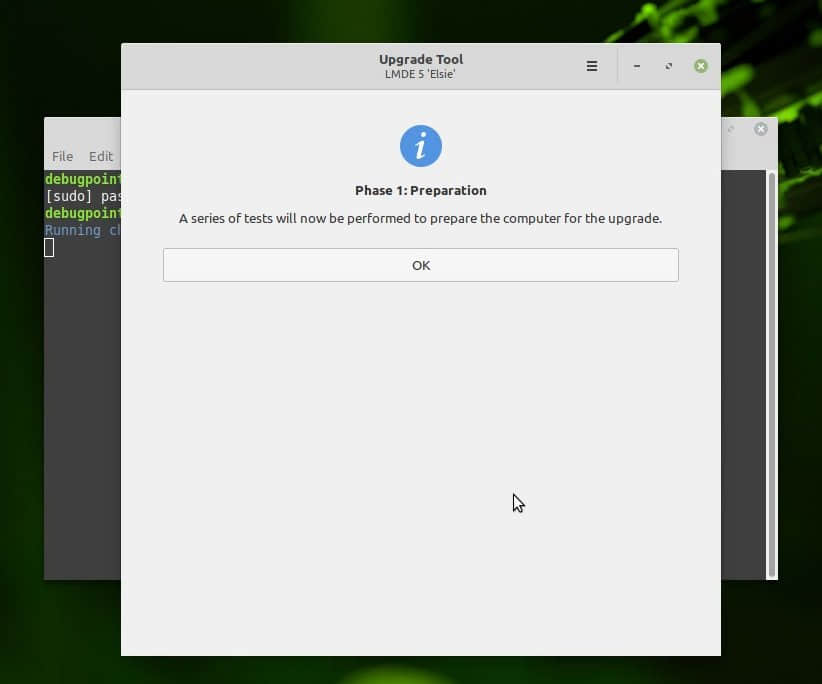 Upgrade Tool
LMDE 5 'Elsie'
File Edit
debugpoint
[sudo]
debugpoint
Running
i
Phase 1: Preparation
A series of tests will now be performed to prepare the computer for the upgrade.
OK